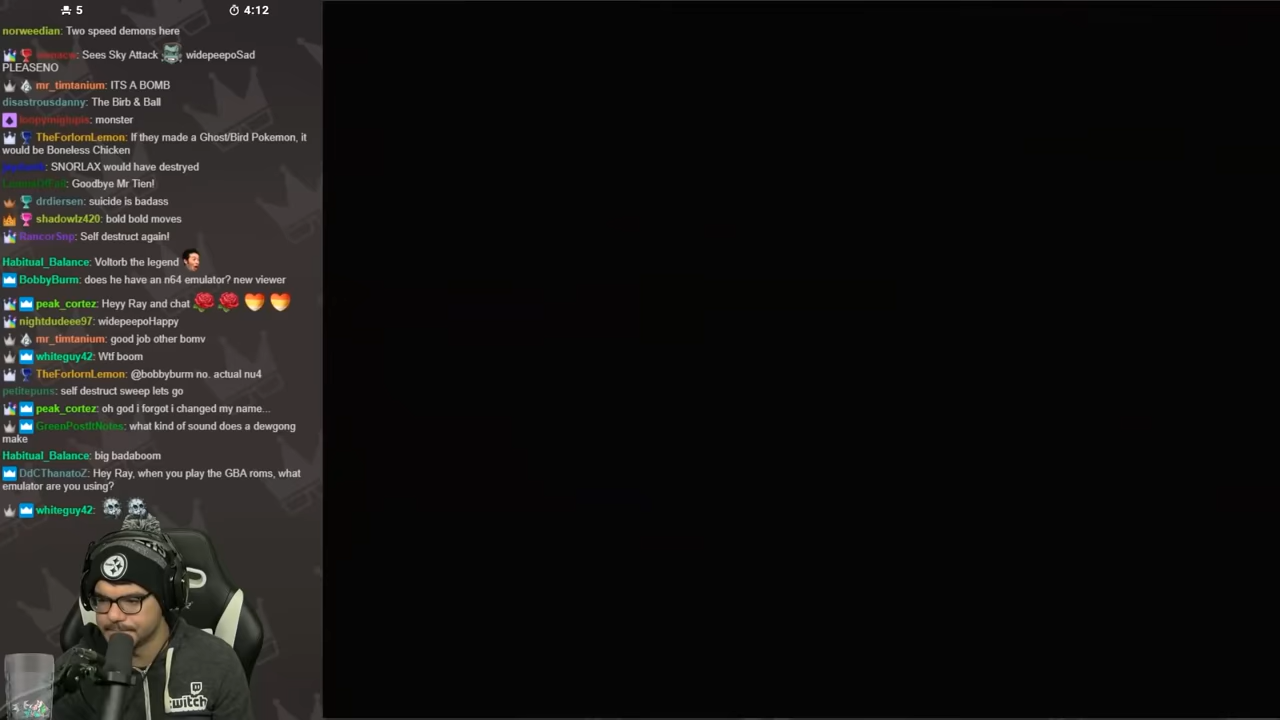 5 4:12
norweedian: Two speed demons here
Sees Sky Attack widepeepoSad
PLEASENO
mr_timtanium: ITS A BOMB
disastrousdanny: The Birb & Ball
monster
TheForlornLemon: If they made a Ghost/Bird Pokemon, it
would be Boneless Chicken
SNORLAX would have destryed
Goodbye Mr Tien!
drdiersen: suicide is badass
shadowlz420: bold bold moves
RancorSnp: Self destruct again!
Habitual_Balance: Voltorb the legend
BobbyBurm: does he have an n64 emulator? new viewer
peak_cortez: Heyy Ray and chat
nightdudeee97: widepeepoHappy
mr_timtanium: good job other bomv
whiteguy42: Wtf boom
TheForlornLemon: @bobbyburm no. actual nu4
petitepuns: self destruct sweep lets go
peak_cortez: oh god i forgot i changed my name...
GreenPostItNotes: what kind of sound does a dewgong
make
Habitual_Balance: big badaboom
DdCThanatoZ: Hey Ray, when you play the GBA roms, what
emulator are you using?
whiteguy42:
twitch